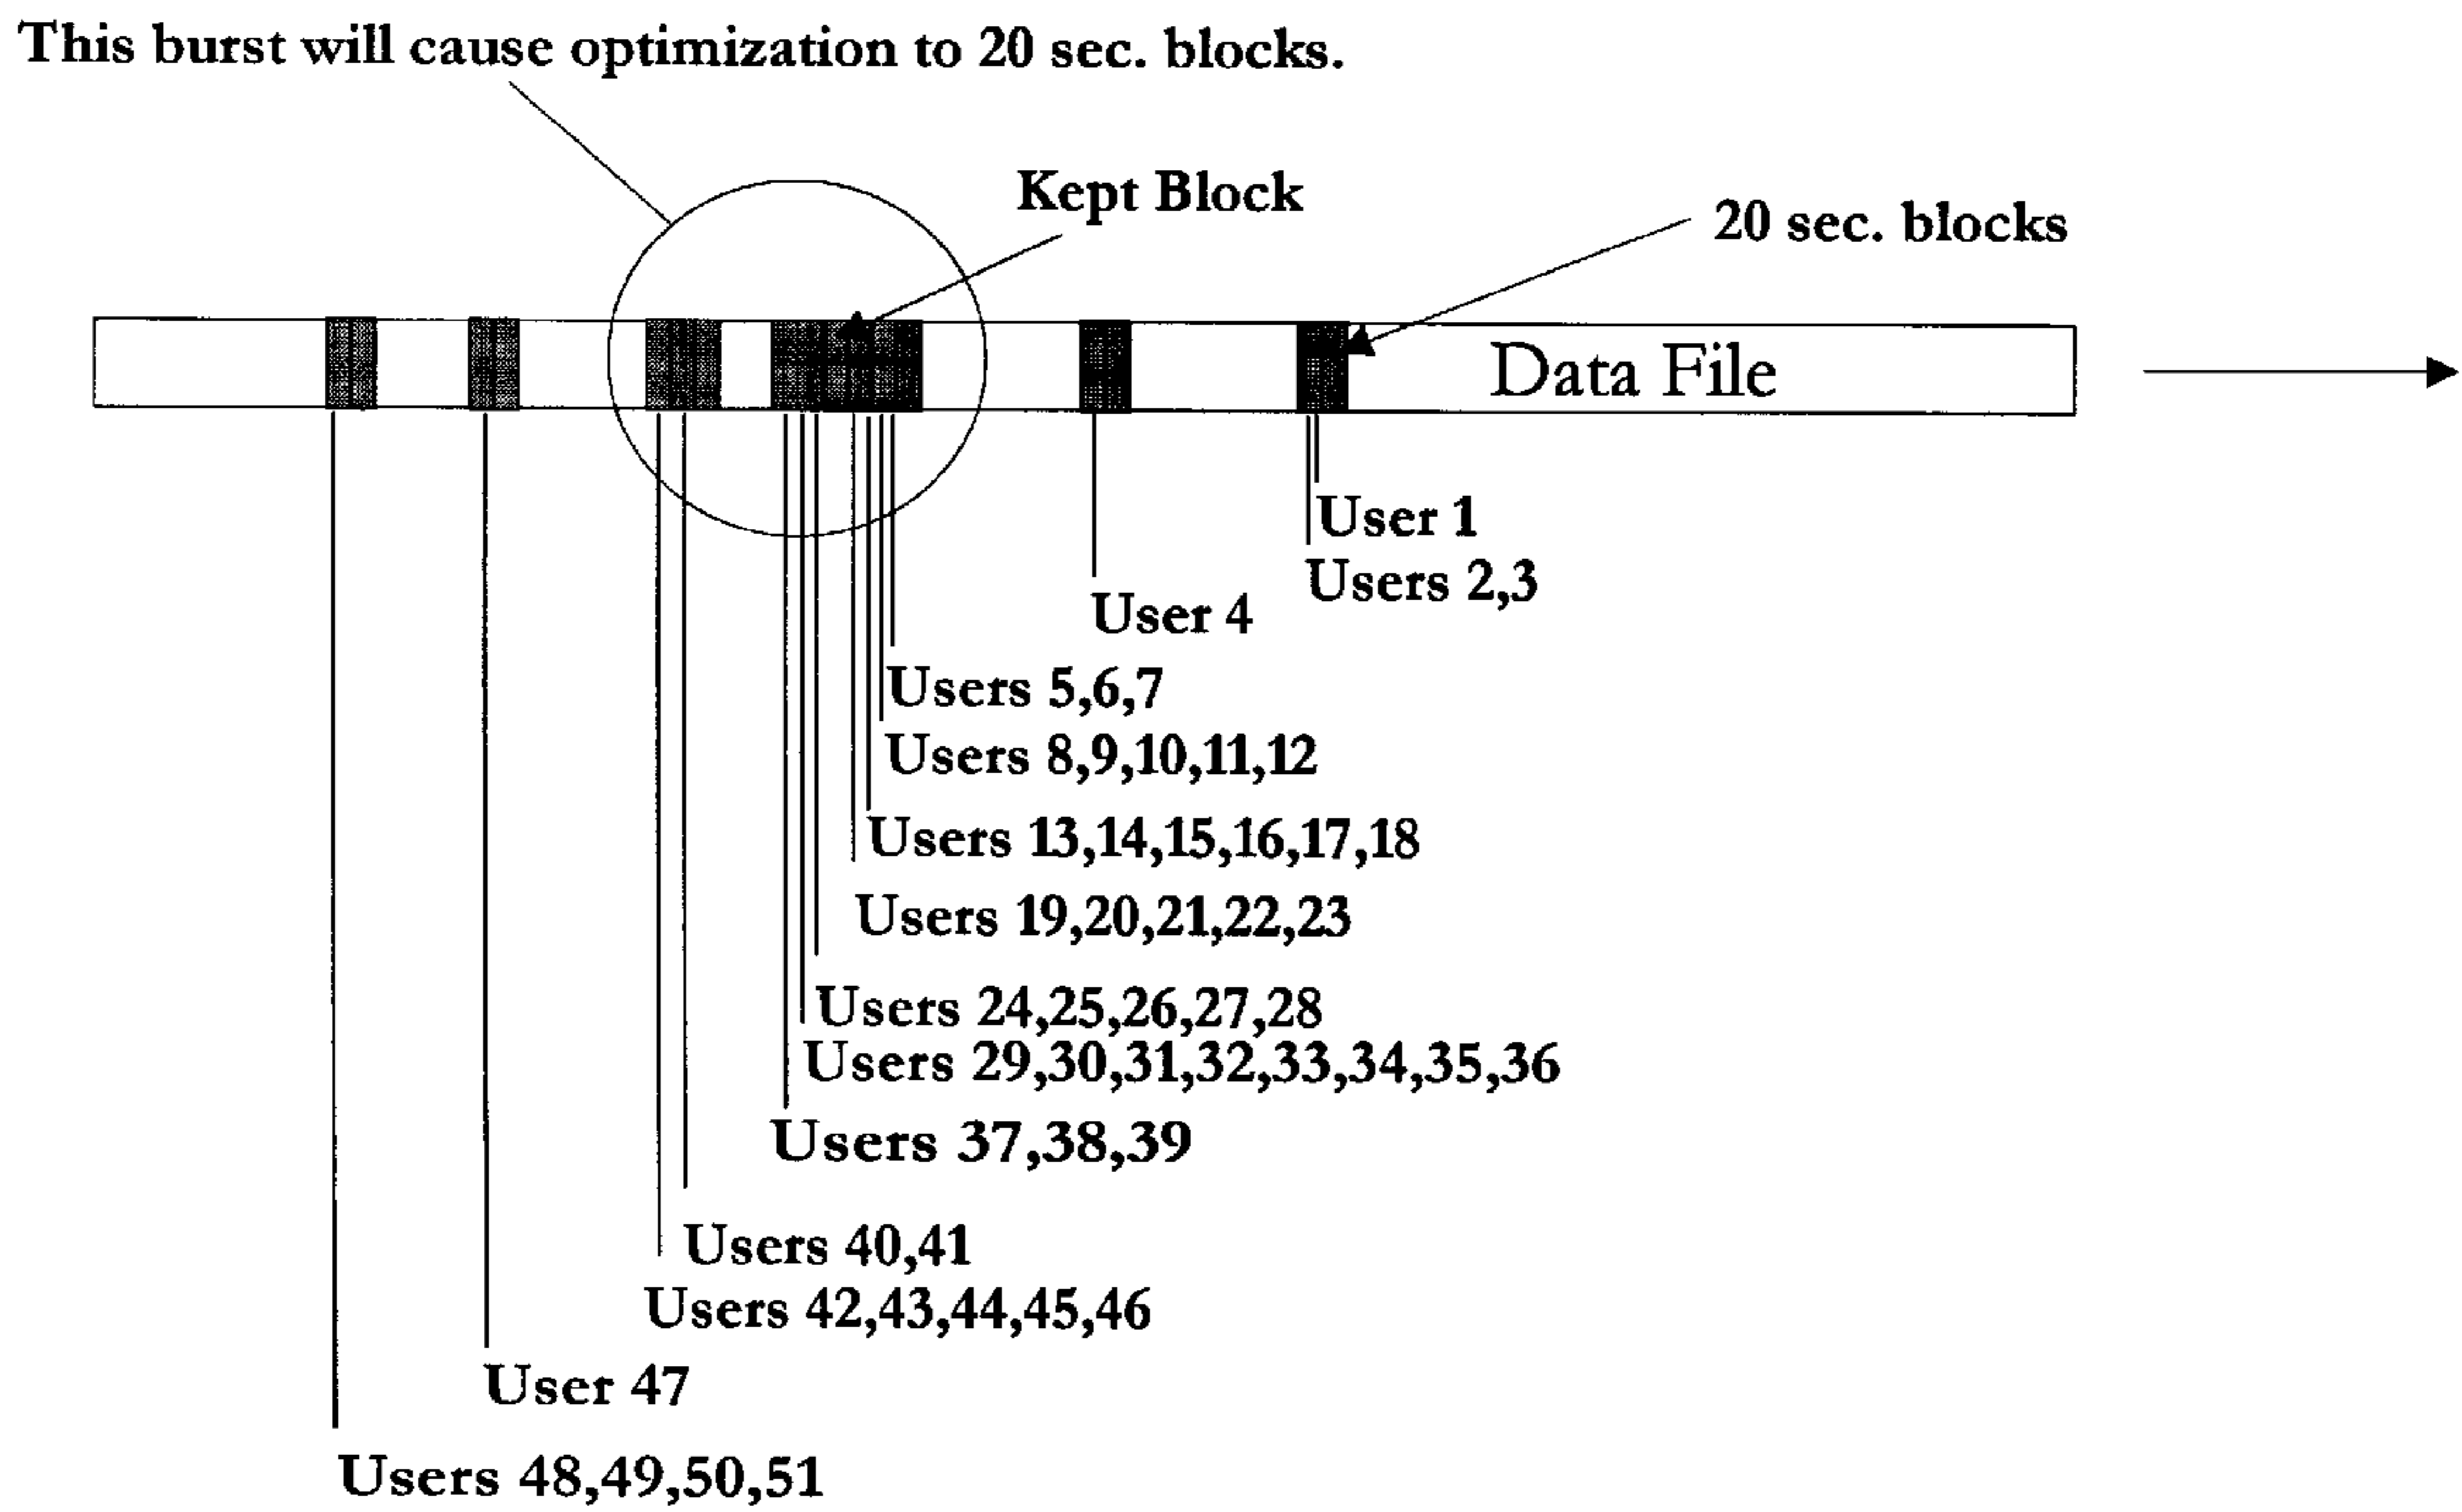 This burst will cause optimization to 20 sec. blocks.
Kept Block
20 sec. blocks
Data File
User 1
Users 2,3
User 4
Users 5,6,7
Users 8,9,10,11,12
Users 13,14,15,16,17,18
Users 19,20,21,22,23
Users 24,25,26,27,28
Users 29,30,31,32,33,34,35,36
Users 37,38,39
Users 40,41
Users 42,43,44,45,46
User 47
Users 48,49,50,51